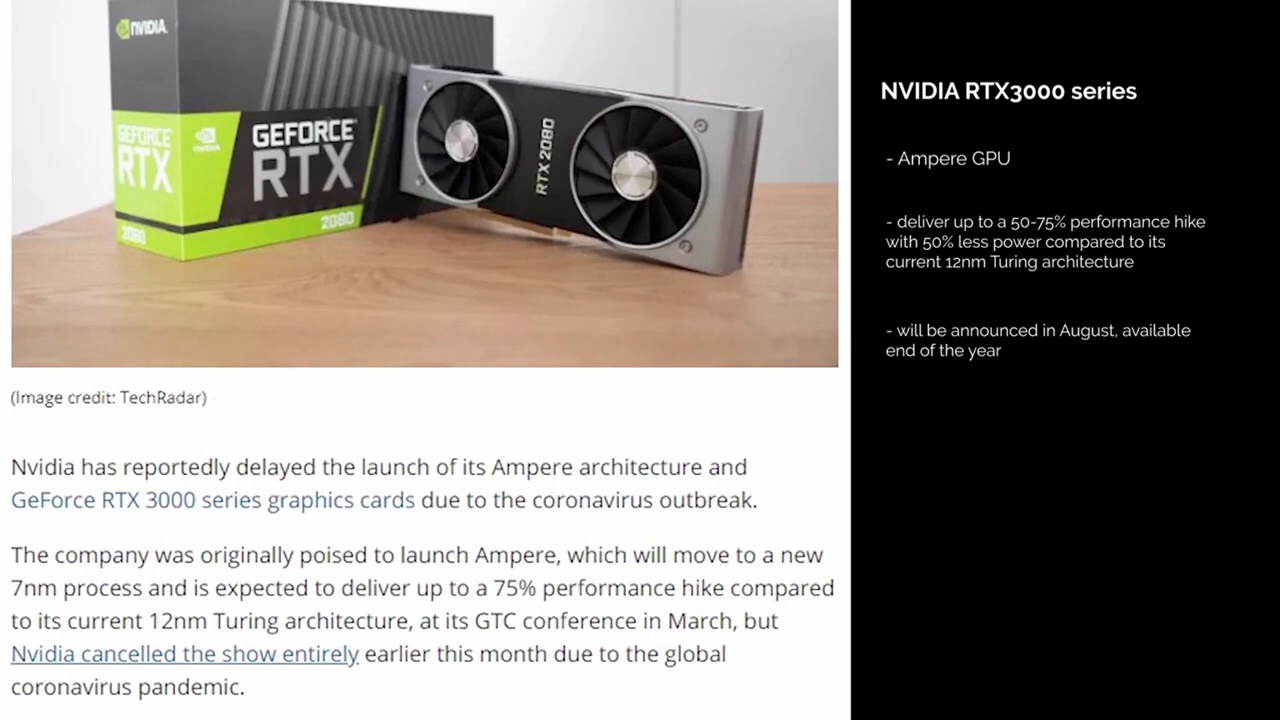 NVIDIA.
GEFORCE
RTX
2080
NVIDIA
GEFORCE
RTX
2080
RTX 2080
(Image credit: TechRadar)
Nvidia has reportedly delayed the launch of its Ampere architecture and
GeForce RTX 3000 series graphics cards due to the coronavirus outbreak.
The company was originally poised to launch Ampere, which will move to a new
7nm process and is expected to deliver up to a 75% performance hike compared
to its current 12nm Turing architecture, at its GTC conference in March, but
Nvidia cancelled the show entirely earlier this month due to the global
coronavirus pandemic.
NVIDIA RTX3000 series
- Ampere GPU
- deliver up to a 50-75% performance hike
with 50% less power compared to its
current 12nm Turing architecture
- will be announced in August, available
end of the year